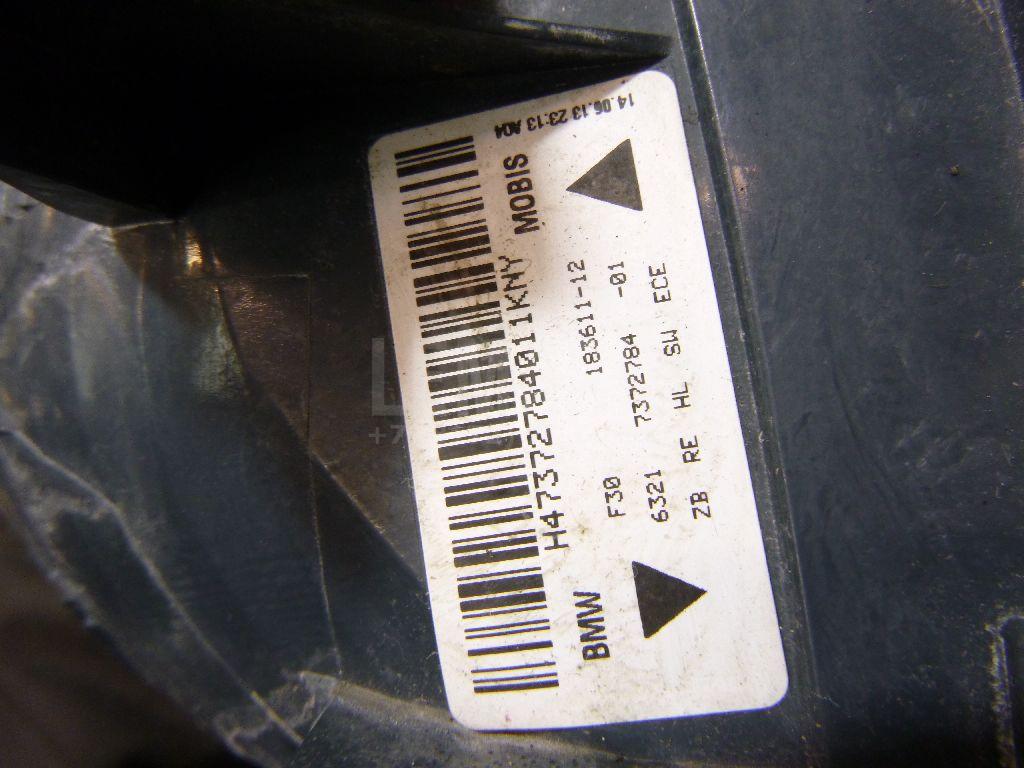 14.06.13 23:13 A04
MOBIS
H47372784011KNY
BMW
F30 183611-12
6321 7372784 -01
ZB RE HL SW ECE